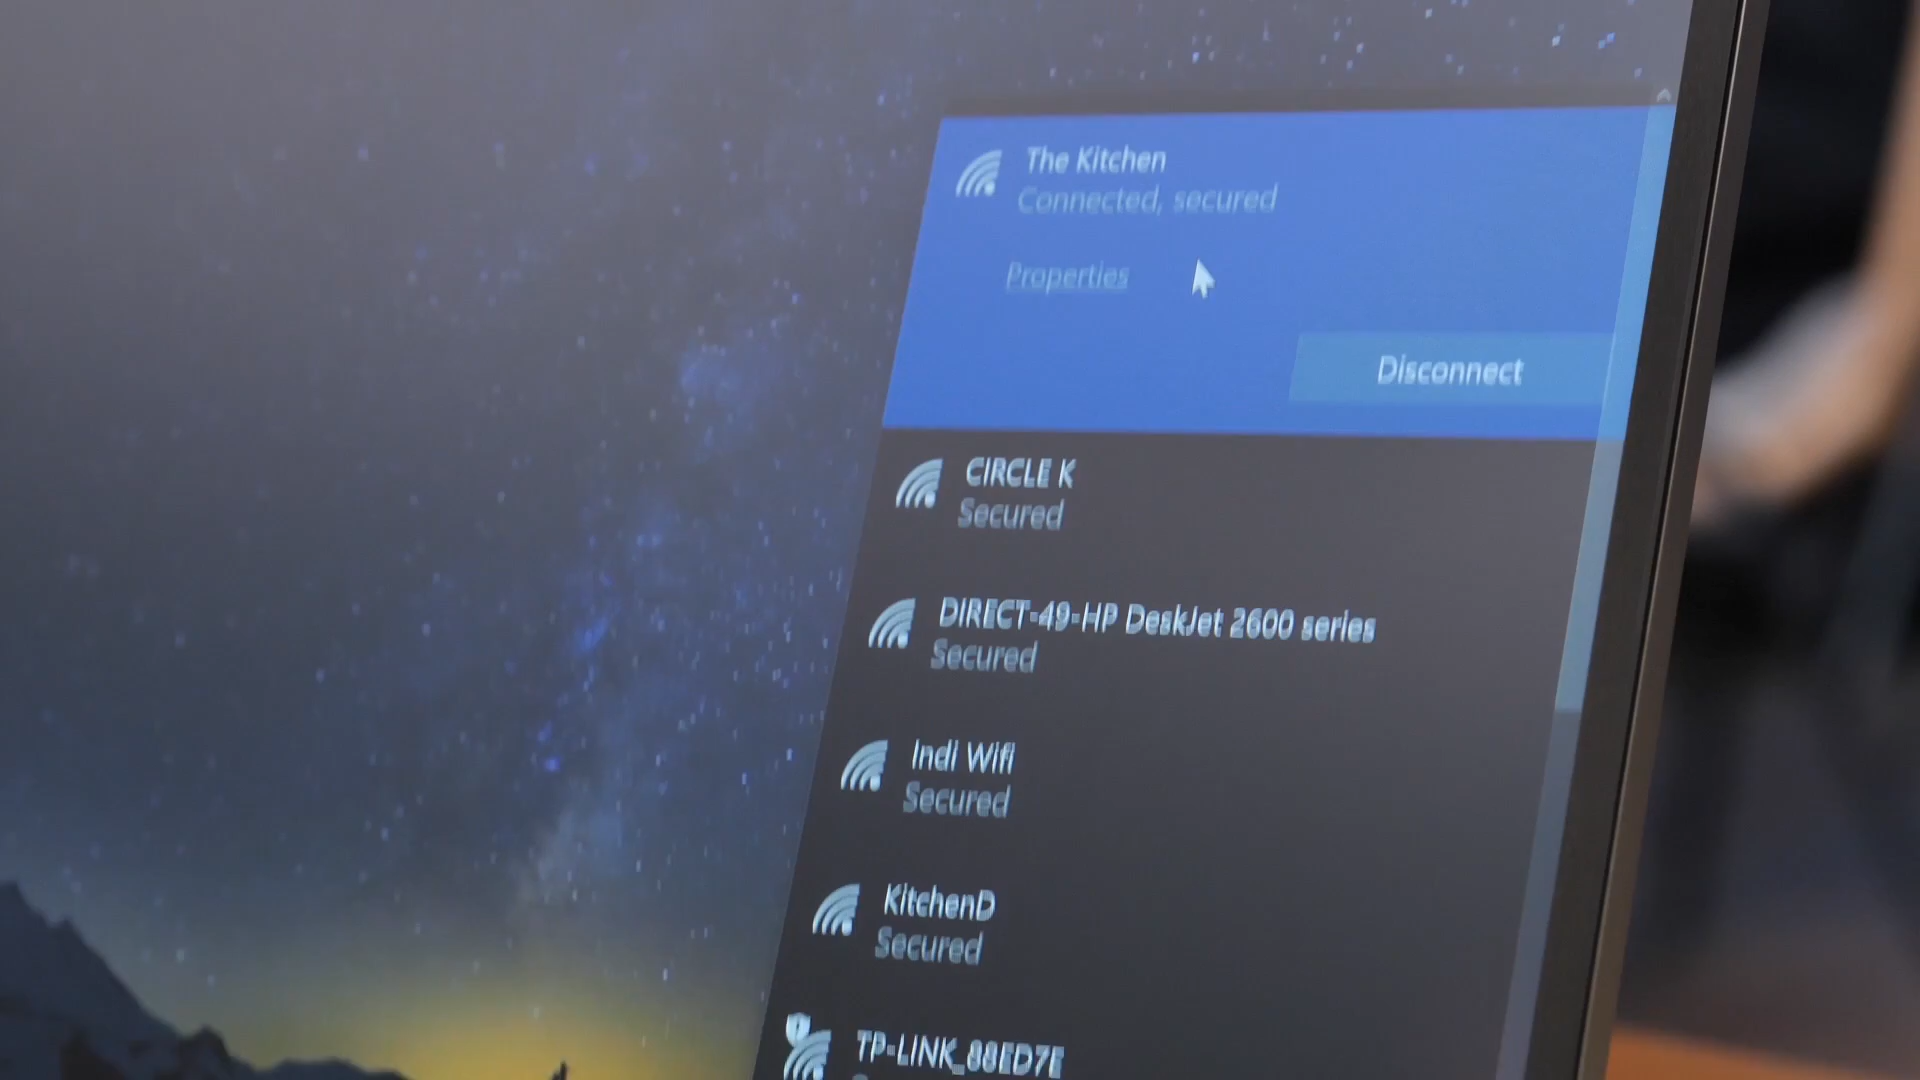 The Kitchen
Connected, secured
Properties
Disconnect
CIRCLE K
Secured
DIRECT-49-HP DeskJet 2600 series
Secured
Indi Wifi
Secured
KitchenD
Secured
TP-LINK_88ED7E